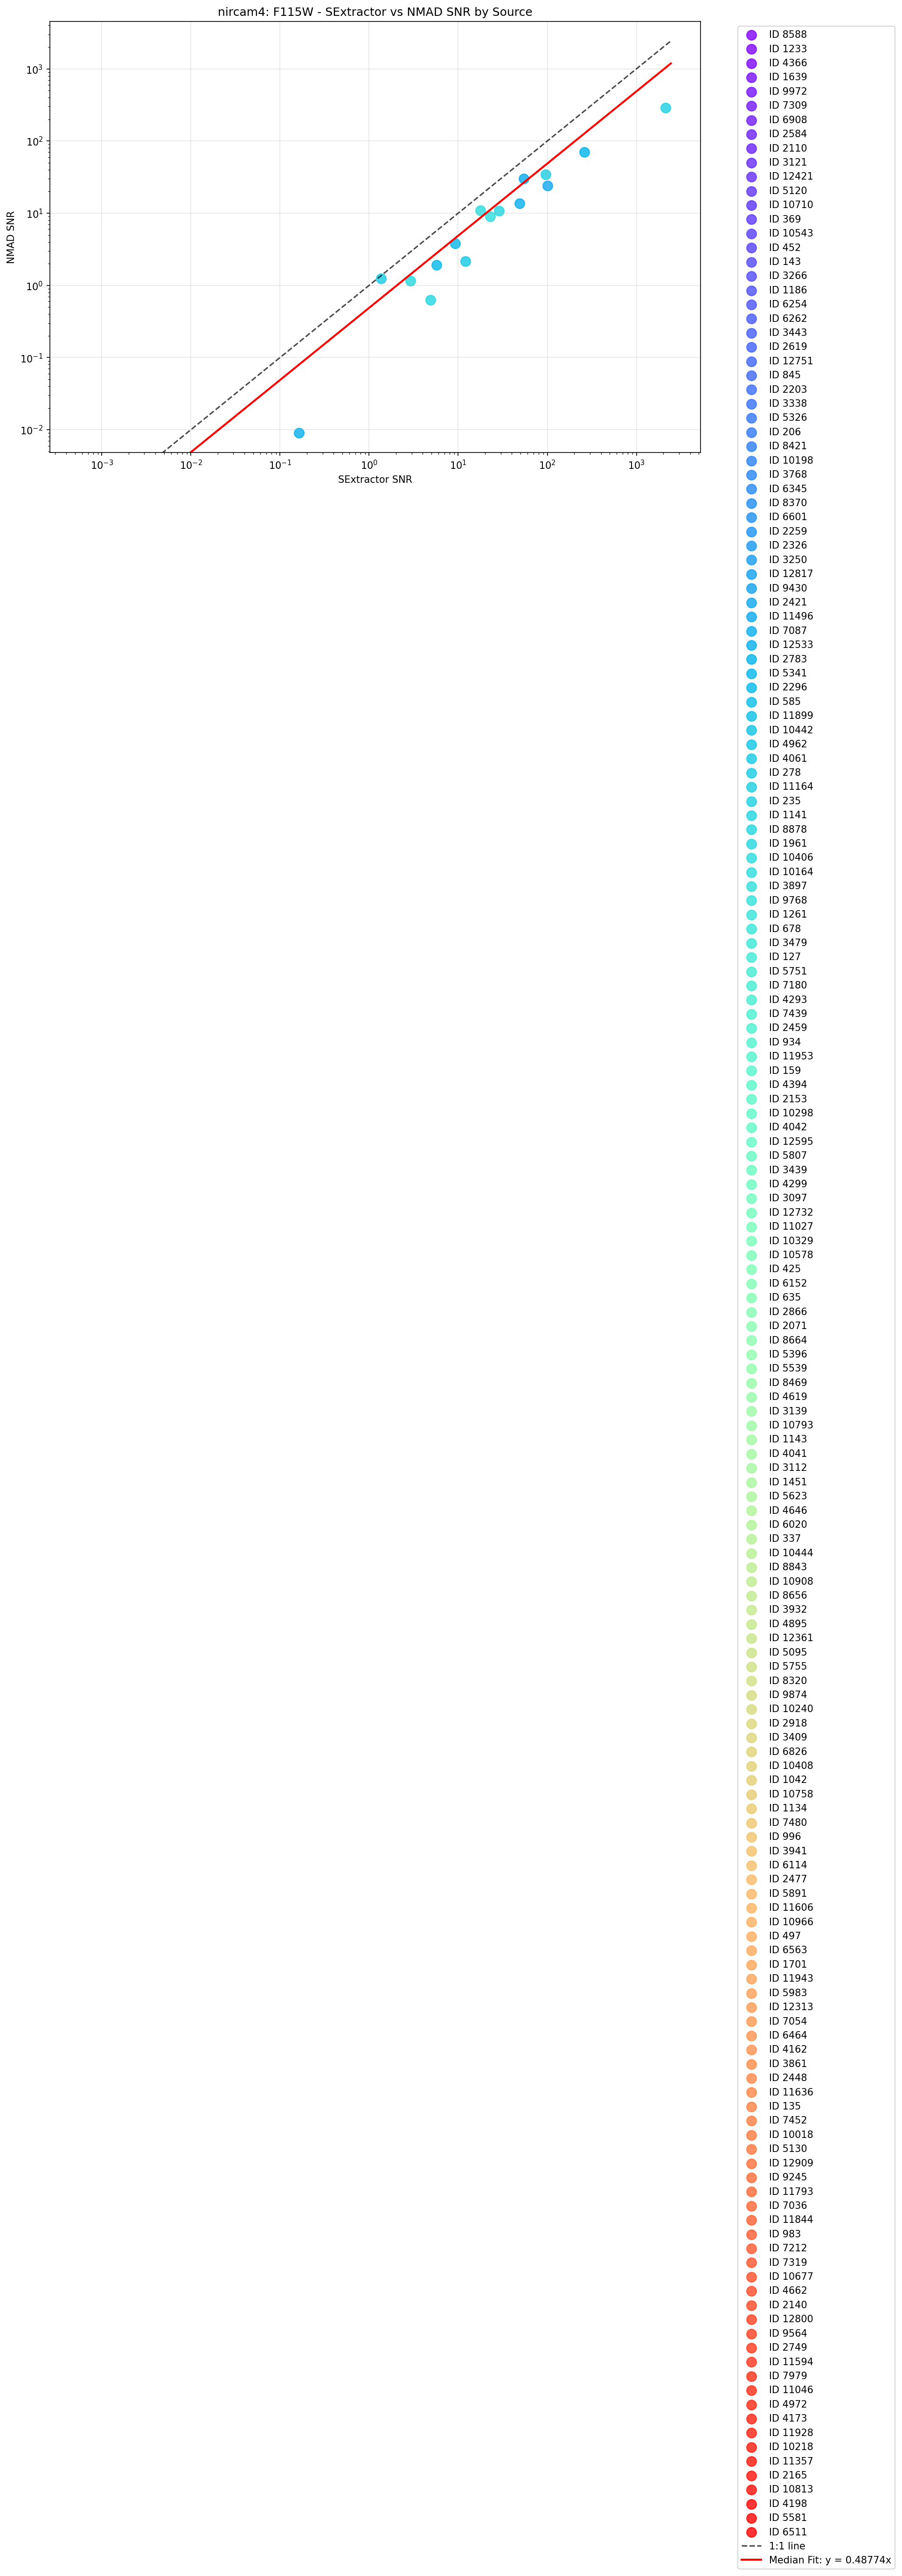 nircam4: F115W - SExtractor vs NMAD SNR by Source
NMAD SNR
10³
10²
10¹
10⁰
10⁻¹
10⁻²
10⁻³ 10⁻² 10⁻¹ 10⁰ 10¹ 10² 10³
SExtractor SNR
ID 8588
ID 1233
ID 4366
ID 1639
ID 9972
ID 7309
ID 6908
ID 2584
ID 2110
ID 3121
ID 12421
ID 5120
ID 10710
ID 369
ID 10543
ID 452
ID 143
ID 3266
ID 1186
ID 6254
ID 6262
ID 3443
ID 2619
ID 12751
ID 845
ID 2203
ID 3338
ID 5326
ID 206
ID 8421
ID 10198
ID 3768
ID 6345
ID 8370
ID 6601
ID 2259
ID 2326
ID 3250
ID 12817
ID 9430
ID 2421
ID 11496
ID 7087
ID 12533
ID 2783
ID 5341
ID 2296
ID 585
ID 11899
ID 10442
ID 4962
ID 4061
ID 278
ID 11164
ID 235
ID 1141
ID 8878
ID 1961
ID 10406
ID 10164
ID 3897
ID 9768
ID 1261
ID 678
ID 3479
ID 127
ID 5751
ID 7180
ID 4293
ID 7439
ID 2459
ID 934
ID 11953
ID 159
ID 4394
ID 2153
ID 10298
ID 4042
ID 12595
ID 5807
ID 3439
ID 4299
ID 3097
ID 12732
ID 11027
ID 10329
ID 10578
ID 425
ID 6152
ID 635
ID 2866
ID 2071
ID 8664
ID 5396
ID 5539
ID 8469
ID 4619
ID 3139
ID 10793
ID 1143
ID 4041
ID 3112
ID 1451
ID 5623
ID 4646
ID 6020
ID 337
ID 10444
ID 8843
ID 10908
ID 8656
ID 3932
ID 4895
ID 12361
ID 5095
ID 5755
ID 8320
ID 9874
ID 10240
ID 2918
ID 3409
ID 6826
ID 10408
ID 1042
ID 10758
ID 1134
ID 7480
ID 996
ID 3941
ID 6114
ID 2477
ID 5891
ID 11606
ID 10966
ID 497
ID 6563
ID 1701
ID 11943
ID 5983
ID 12313
ID 7054
ID 6464
ID 4162
ID 3861
ID 2448
ID 11636
ID 135
ID 7452
ID 10018
ID 5130
ID 12909
ID 9245
ID 11793
ID 7036
ID 11844
ID 983
ID 7212
ID 7319
ID 10677
ID 4662
ID 2140
ID 12800
ID 9564
ID 2749
ID 11594
ID 7979
ID 11046
ID 4972
ID 4173
ID 11928
ID 10218
ID 11357
ID 2165
ID 10813
ID 4198
ID 5581
ID 6511
1:1 line
Median Fit: y = 0.48774x